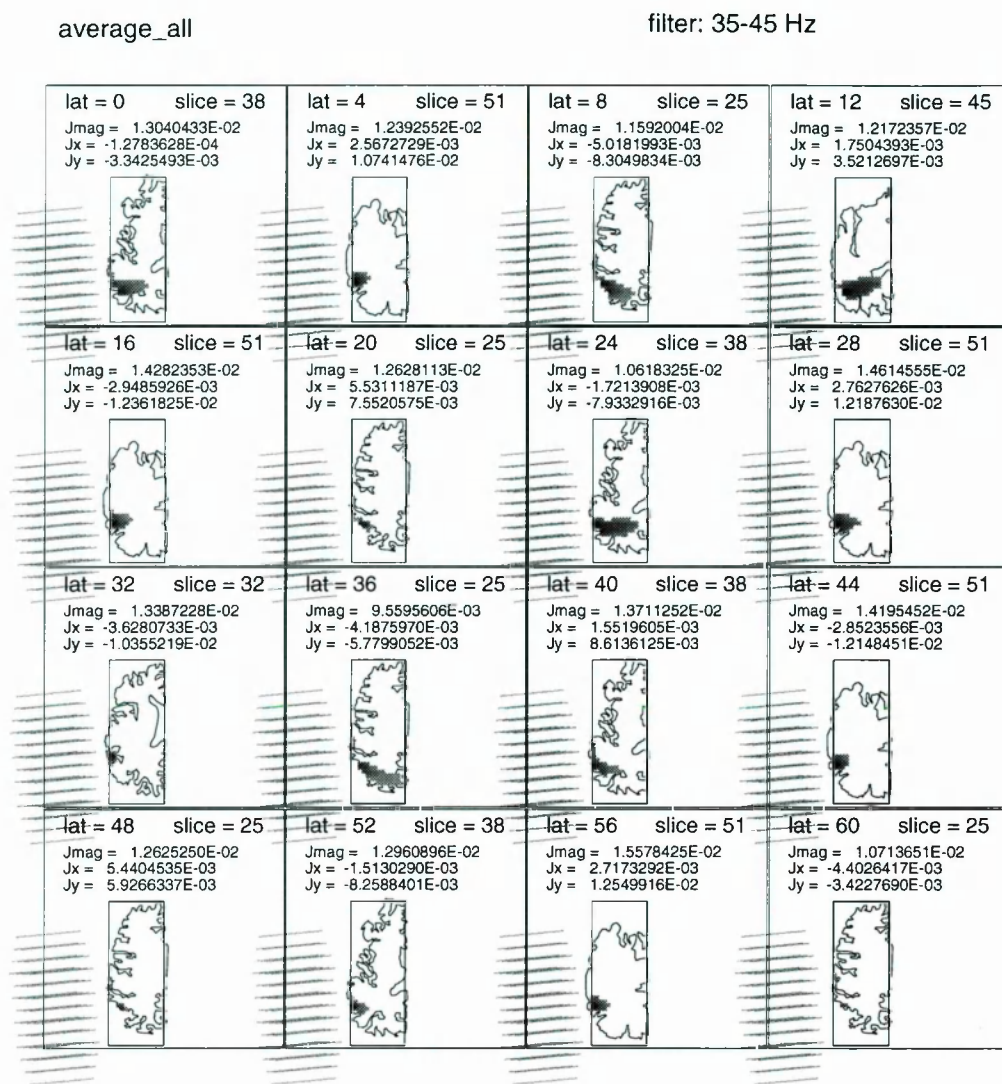 average_all
filter: 35-45 Hz
lat = 0 slice = 38
Jmag = 1.3040433E-02
Jx = -1.2783628E-04
Jy = -3.3425493E-04
lat = 4 slice = 51
Jmag = 1.2392552E-02
Jx = 2.5672729E-03
Jy = 1.0741476E-02
lat = 8 slice = 25
Jmag = 1.1592004E-02
Jx = -5.0181993E-03
Jy = -8.3049834E-03
lat = 12 slice = 45
Jmag = 1.2172357E-02
Jx = 1.7504393E-03
Jy = 3.5212697E-03
lat = 16 slice = 51
Jmag = 1.4282353E-02
Jx = -2.9485926E-03
Jy = -1.2361825E-02
lat = 20 slice = 25
Jmag = 1.2628113E-02
Jx = 5.5311187E-03
Jy = 7.5520575E-03
lat = 24 slice = 38
Jmag = 1.0618325E-02
Jx = -1.7213908E-03
Jy = -7.9332916E-03
lat = 28 slice = 51
Jmag = 1.4614555E-02
Jx = 2.7627626E-03
Jy = 1.2187630E-02
lat = 32 slice = 32
Jmag = 1.3387228E-02
Jx = -3.6280733E-03
Jy = -1.0355219E-02
lat = 36 slice = 25
Jmag = 9.5595606E-03
Jx = -4.1875970E-03
Jy = -5.7799052E-03
lat = 40 slice = 38
Jmag = 1.3711252E-02
Jx = 1.5519605E-03
Jy = 8.6136125E-03
lat = 44 slice = 51
Jmag = 1.4195452E-02
Jx = -2.8523556E-03
Jy = -1.2148451E-02
lat = 48 slice = 25
Jmag = 1.2625250E-02
Jx = 5.4404535E-03
Jy = 5.9266337E-03
lat = 52 slice = 38
Jmag = 1.2960896E-02
Jx = -1.5130290E-03
Jy = -8.2588401E-03
lat = 56 slice = 51
Jmag = 1.5578425E-02
Jx = 2.7173292E-03
Jy = 1.2549916E-02
lat = 60 slice = 25
Jmag = 1.0713651E-02
Jx = -4.4026417E-03
Jy = -3.4227690E-03